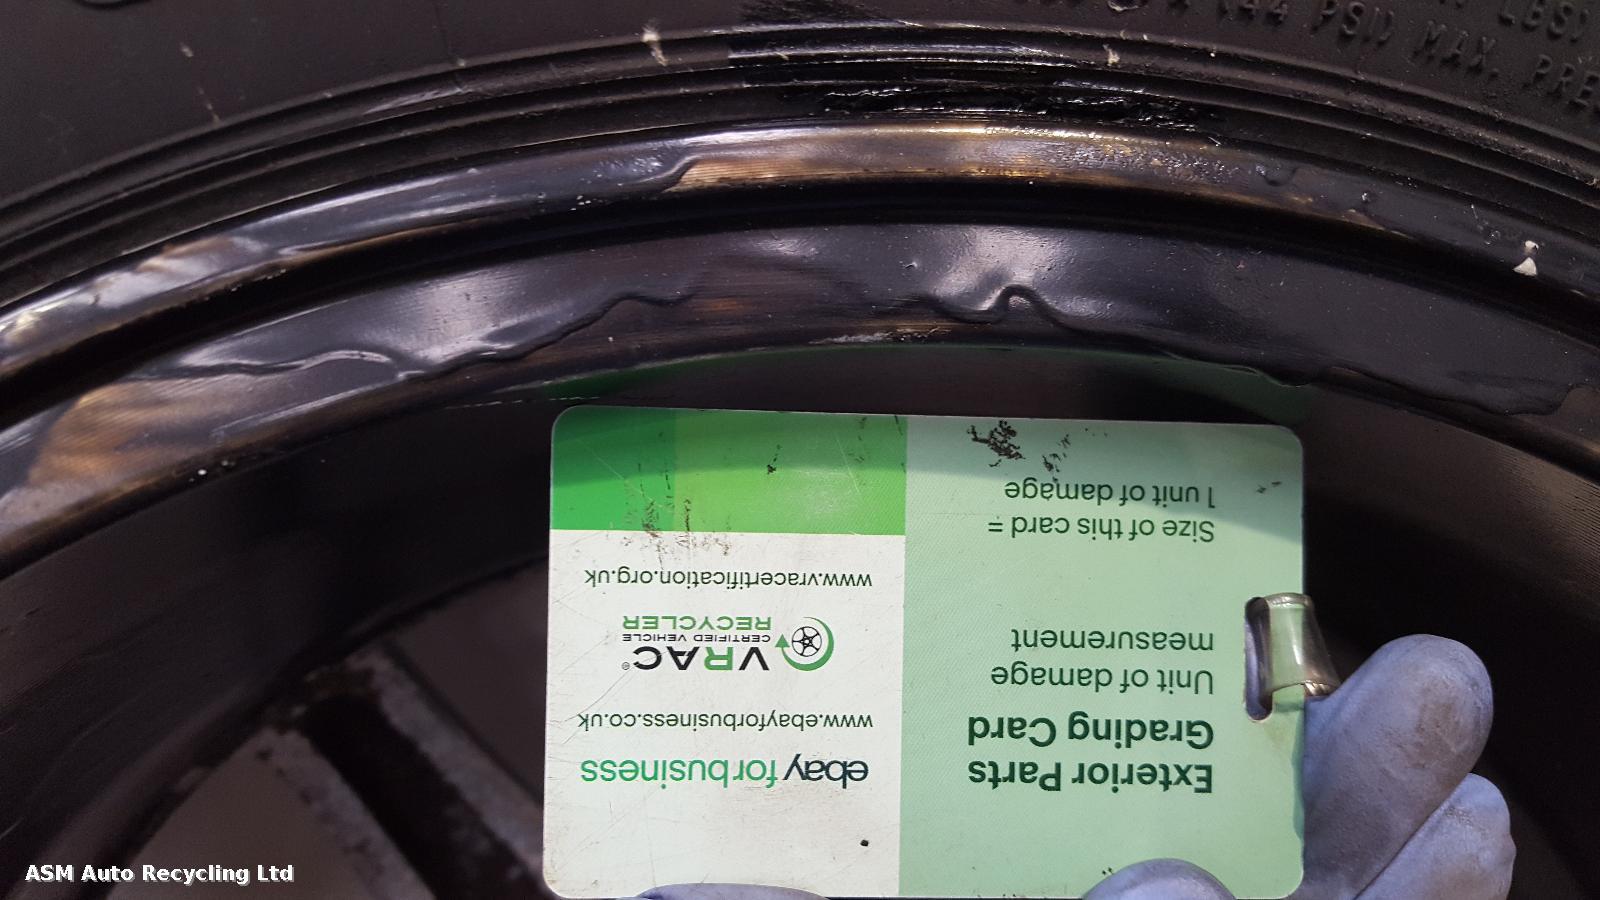 LBS)
(44 PSI) MAX. PRE
Exterior Parts
Grading Card
Unit of damage
measurement
Size of this card =
1 unit of damage
ebay for business
www.ebayforbusiness.co.uk
VRAC®
CERTIFIED VEHICLE
RECYCLER
www.vracertification.org.uk
ASM Auto Recycling Ltd